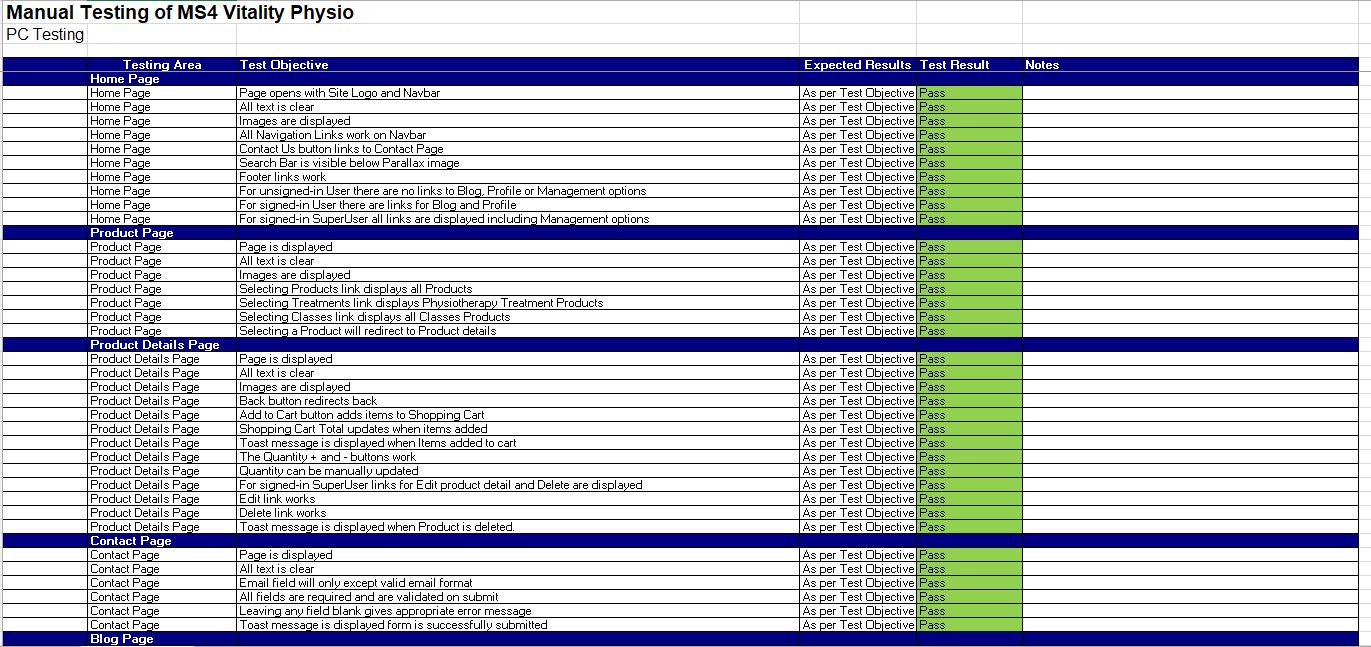 Manual Testing of MS4 Vitality Physio
PC Testing
Testing Area Test Objective Expected Results Test Result Notes
Home Page
Home Page Page opens with Site Logo and Navbar As per Test Objective Pass
Home Page All text is clear As per Test Objective Pass
Home Page Images are displayed As per Test Objective Pass
Home Page All Navigation Links work on Navbar As per Test Objective Pass
Home Page Contact Us button links to Contact Page As per Test Objective Pass
Home Page Search Bar is visible below Parallax image As per Test Objective Pass
Home Page Footer links work As per Test Objective Pass
Home Page For unsigned-in User there are no links to Blog, Profile or Management options As per Test Objective Pass
Home Page For signed-in User there are links for Blog and Profile As per Test Objective Pass
Home Page For signed-in SuperUser all links are displayed including Management options As per Test Objective Pass
Product Page
Product Page Page is displayed As per Test Objective Pass
Product Page All text is clear As per Test Objective Pass
Product Page Images are displayed As per Test Objective Pass
Product Page Selecting Products link displays all Products As per Test Objective Pass
Product Page Selecting Treatments link displays Physiotherapy Treatment Products As per Test Objective Pass
Product Page Selecting Classes link displays all Classes Products As per Test Objective Pass
Product Page Selecting a Product will redirect to Product details As per Test Objective Pass
Product Details Page
Product Details Page Page is displayed As per Test Objective Pass
Product Details Page All text is clear As per Test Objective Pass
Product Details Page Images are displayed As per Test Objective Pass
Product Details Page Back button redirects back As per Test Objective Pass
Product Details Page Add to Cart button adds items to Shopping Cart As per Test Objective Pass
Product Details Page Shopping Cart Total updates when items added As per Test Objective Pass
Product Details Page Toast message is displayed when Items added to cart As per Test Objective Pass
Product Details Page The Quantity + and - buttons work As per Test Objective Pass
Product Details Page Quantity can be manually updated As per Test Objective Pass
Product Details Page For signed-in SuperUser links for Edit product detail and Delete are displayed As per Test Objective Pass
Product Details Page Edit link works As per Test Objective Pass
Product Details Page Delete link works As per Test Objective Pass
Product Details Page Toast message is displayed when Product is deleted. As per Test Objective Pass
Contact Page
Contact Page Page is displayed As per Test Objective Pass
Contact Page All text is clear As per Test Objective Pass
Contact Page Email field will only except valid email format As per Test Objective Pass
Contact Page All fields are required and are validated on submit As per Test Objective Pass
Contact Page Leaving any field blank gives appropriate error message As per Test Objective Pass
Contact Page Toast message is displayed form is successfully submitted As per Test Objective Pass
Blog Page